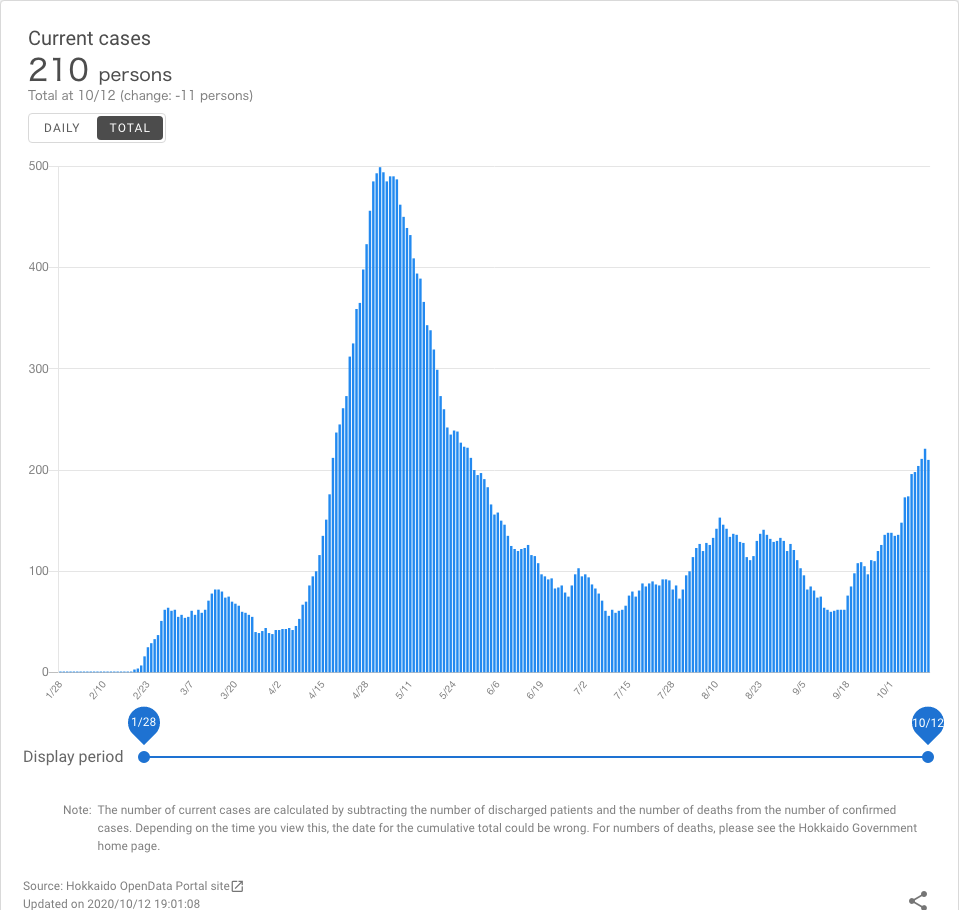 Current cases
210 persons
Total at 10/12 (change: -11 persons)
DAILY TOTAL
500
400
300
200
100
0
1/28 2/10 2/23 3/7 3/20 4/2 4/15 4/28 5/11 5/24 6/6 6/19 7/2 7/15 7/28 8/10 8/23 9/5 9/18 10/1
1/28 10/12
Display period
Note: The number of current cases are calculated by subtracting the number of discharged patients and the number of deaths from the number of confirmed
cases. Depending on the time you view this, the date for the cumulative total could be wrong. For numbers of deaths, please see the Hokkaido Government
home page.
Source: Hokkaido OpenData Portal site
Updated on 2020/10/12 19:01:08